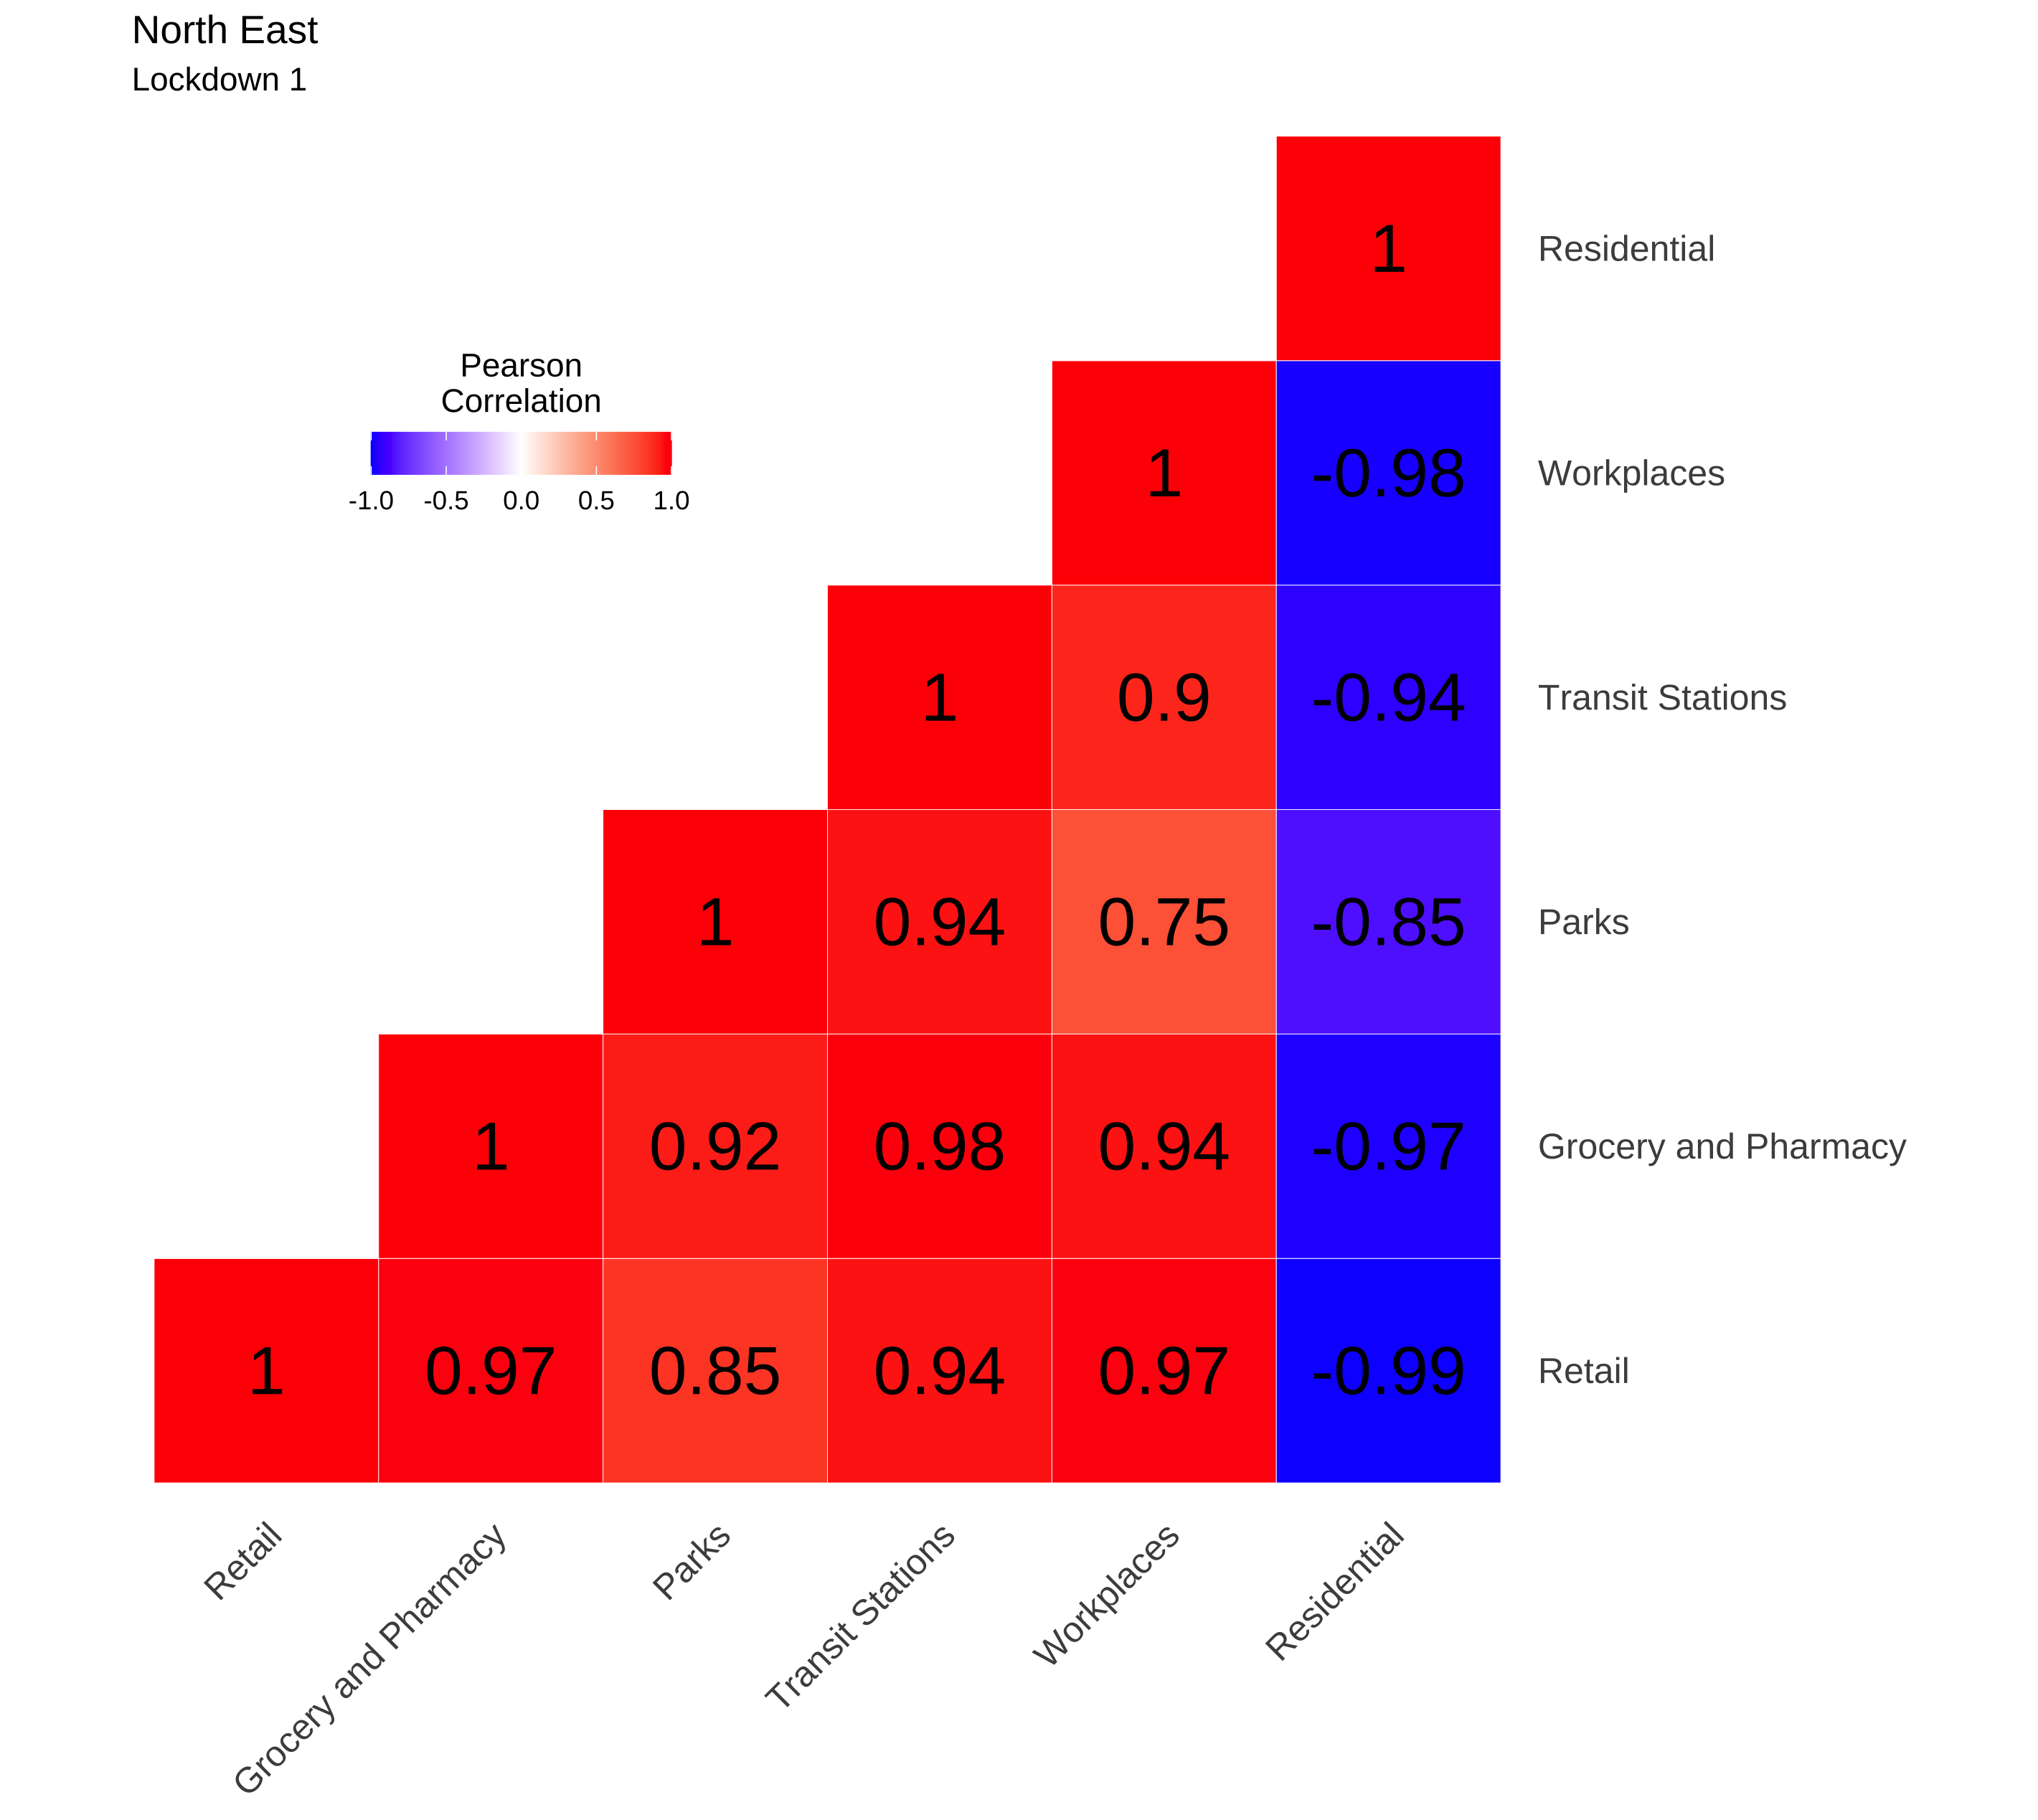 North East
Lockdown 1
1
Residential
Pearson
Correlation
-1.0 -0.5 0.0 0.5 1.0
1 -0.98
Workplaces
1 0.9 -0.94
Transit Stations
1 0.94 0.75 -0.85
Parks
1 0.92 0.98 0.94 -0.97
Grocery and Pharmacy
1 0.97 0.85 0.94 0.97 -0.99
Retail
Retail
Grocery and Pharmacy
Parks
Transit Stations
Workplaces
Residential